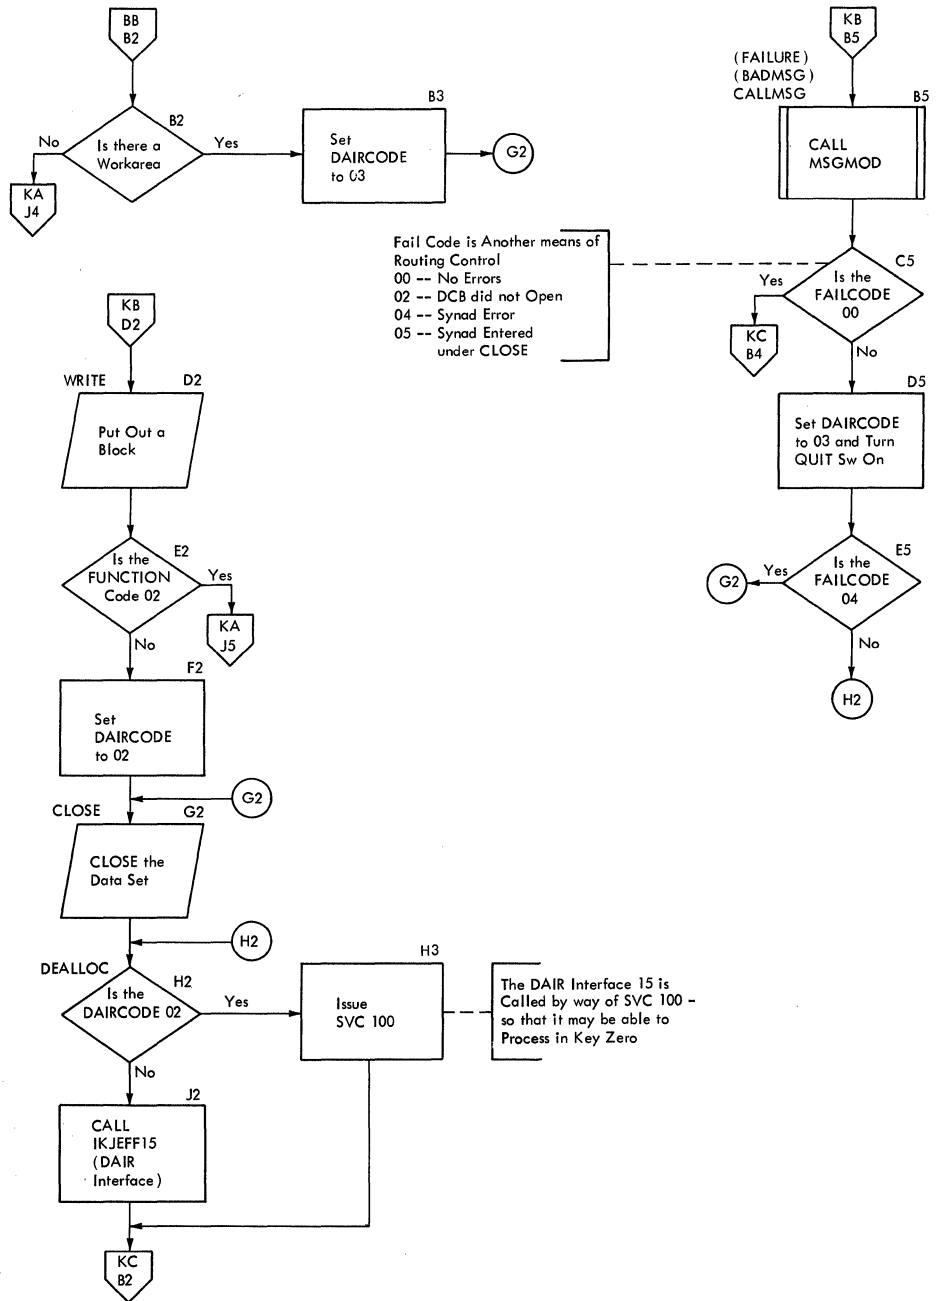 BB
B2
B2
Is there a
Workarea
No
Yes
KA
J4
B3
Set
DAIRCODE
to 03
G2
KB
B5
(FAILURE)
(BADMSG)
CALLMSG
B5
CALL
MSGMOD
Fail Code is Another means of
Routing Control
00 -- No Errors
02 -- DCB did not Open
04 -- Synad Error
05 -- Synad Entered
under CLOSE
C5
Is the
FAILCODE
00
Yes
KC
B4
No
D5
Set DAIRCODE
to 03 and Turn
QUIT Sw On
E5
Is the
FAILCODE
04
Yes
G2
No
H2
KB
D2
WRITE
D2
Put Out a
Block
E2
Is the
FUNCTION
Code 02
Yes
KA
J5
No
F2
Set
DAIRCODE
to 02
G2
CLOSE
G2
CLOSE the
Data Set
H2
DEALLOC
H2
Is the
DAIRCODE 02
Yes
H3
Issue
SVC 100
The DAIR Interface 15 is
Called by way of SVC 100 -
so that it may be able to
Process in Key Zero
No
J2
CALL
IKJEFF15
(DAIR
Interface)
KC
B2